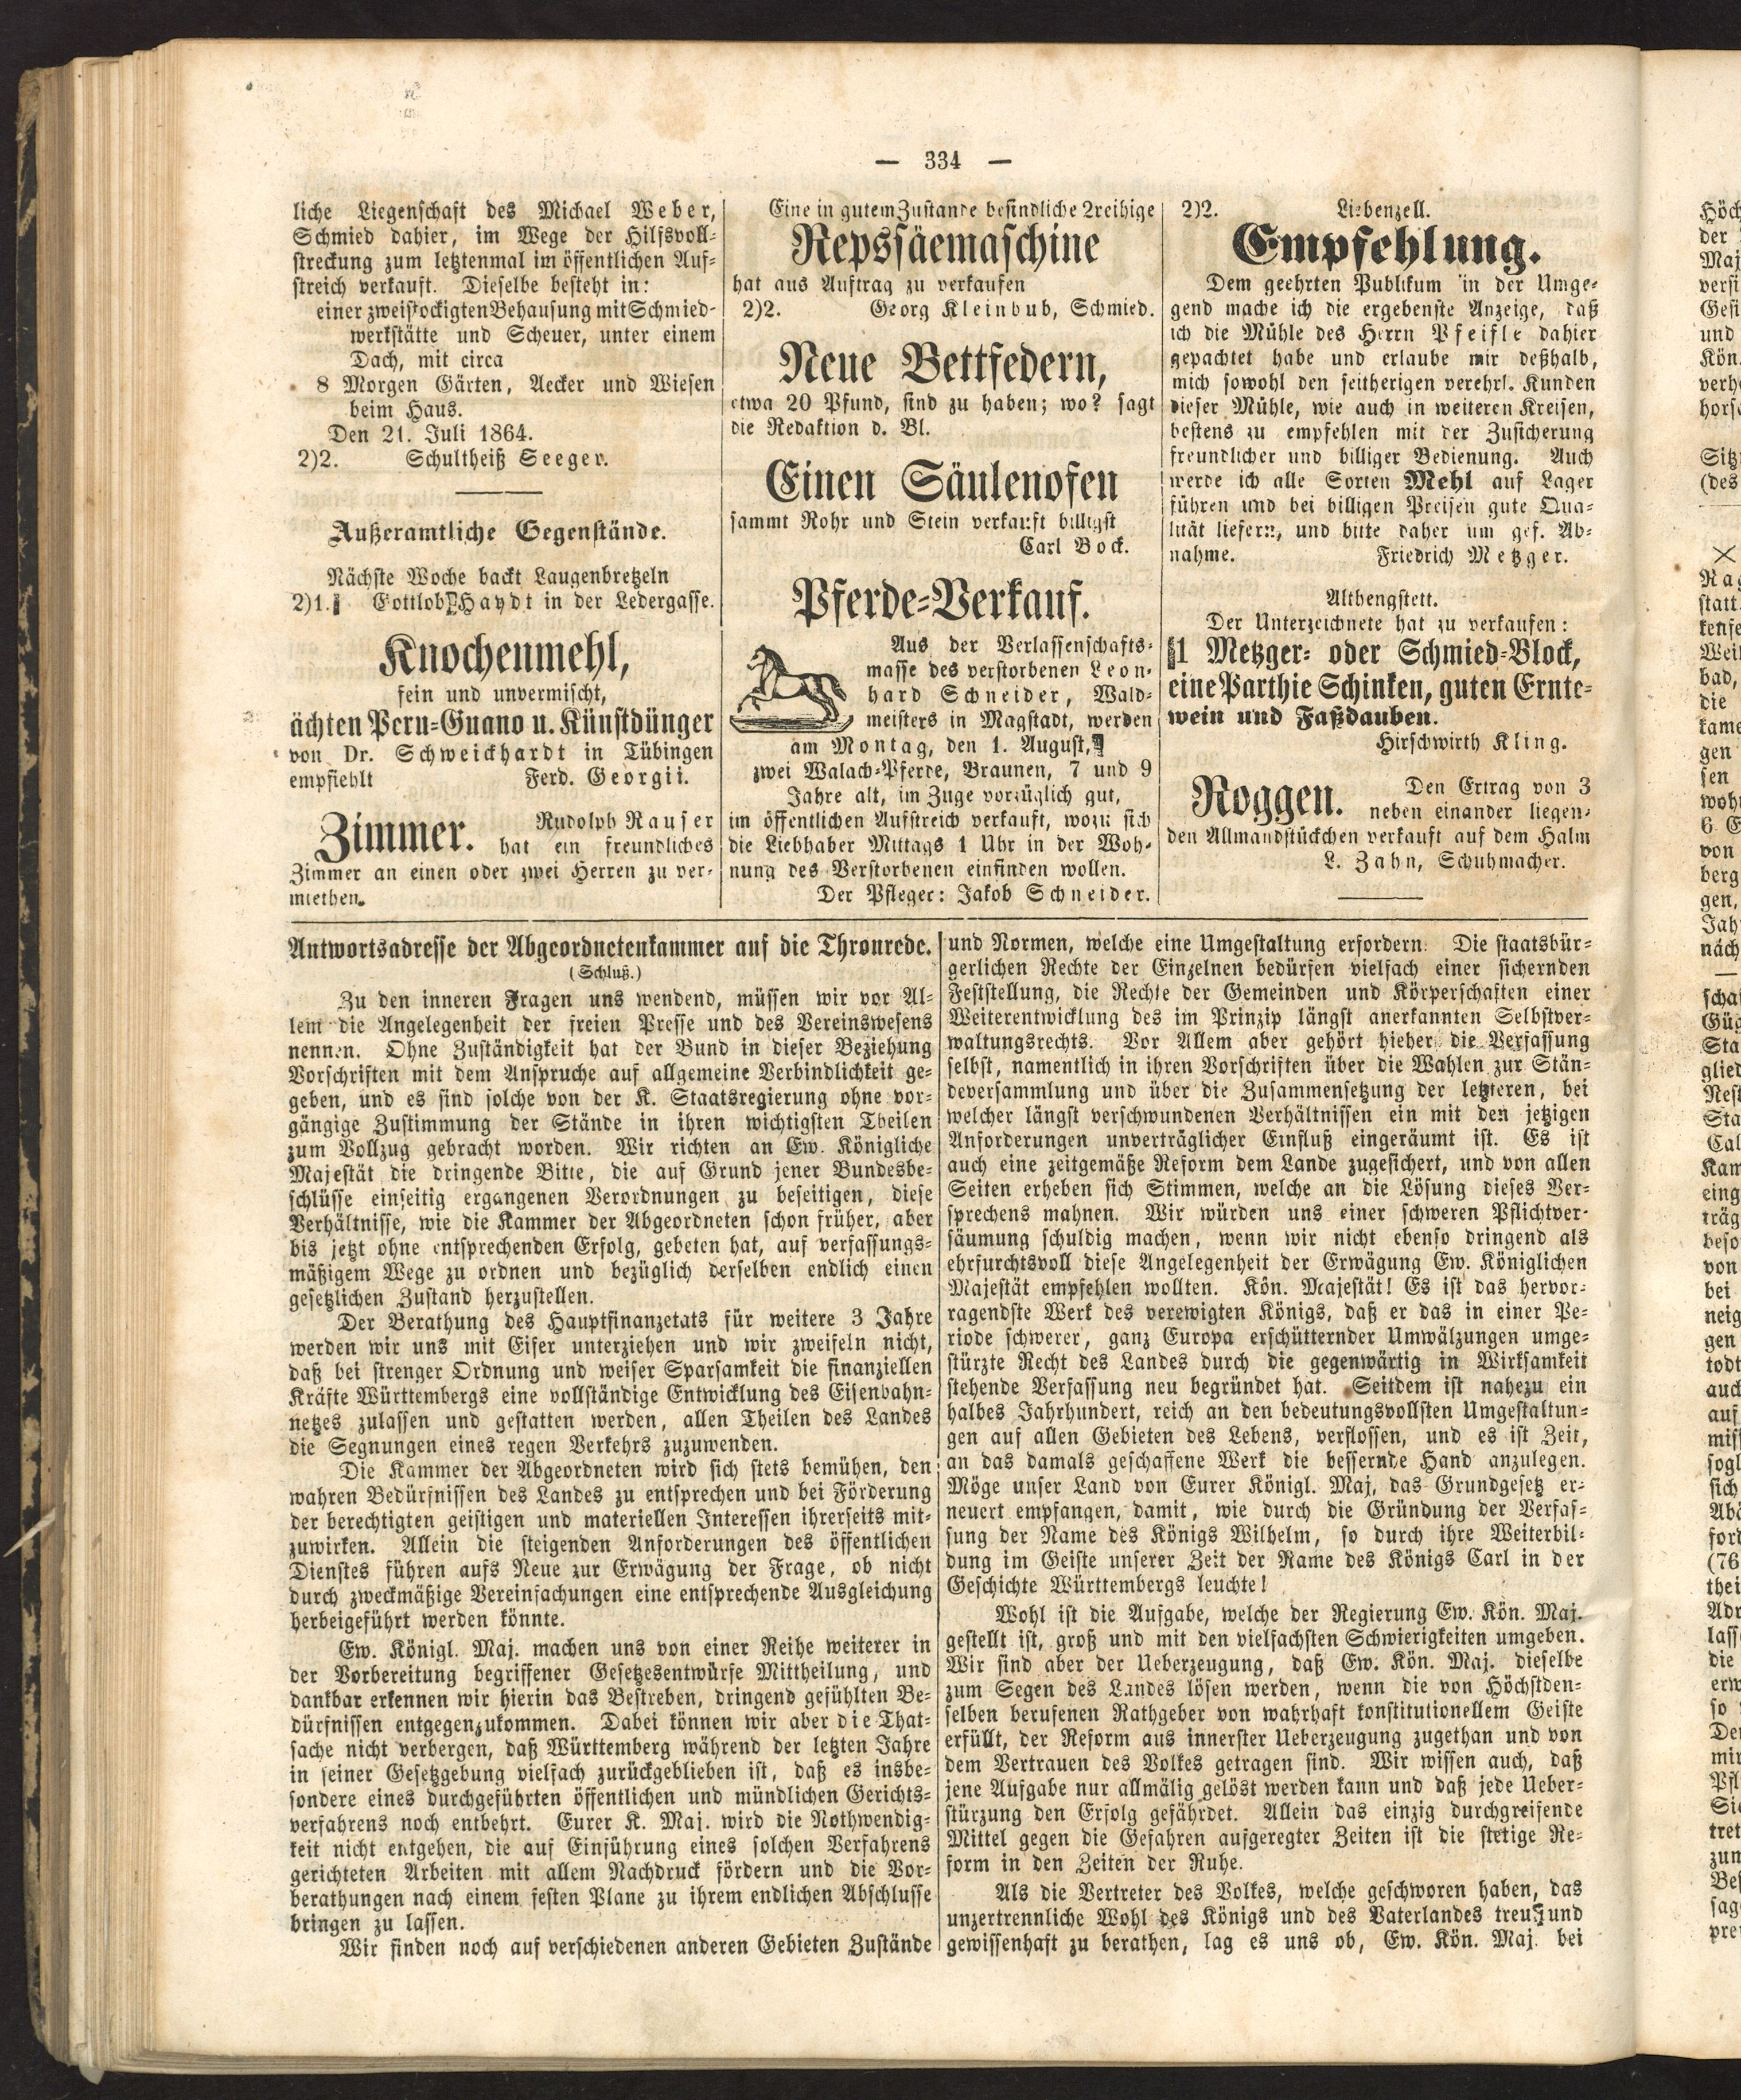 — 334 —
liche Liegenschaft des Michael Weber,
Schmied dahier, im Wege der Hilfsvoll-
streckung zum letztenmal im öffentlichen Auf-
streich verkauft. Dieselbe besteht in:
einer zweistockigten Behausung mit Schmied-
werkstätte und Scheuer, unter einem
Dach, mit circa
8 Morgen Gärten, Aecker und Wiesen
beim Haus.
Den 21. Juli 1864.
2)2. Schultheiß Seeger.
Außeramtliche Gegenstände.
Nächste Woche backt Laugenbretzeln
2)1. Gottlob Haydt in der Ledergasse.
Knochenmehl,
fein und unvermischt,
ächten Peru-Guano u. Künstdünger
von Dr. Schweickhardt in Tübingen
empfiehlt Ferd. Georgii.
Zimmer. Rudolph Rauser
hat ein freundliches
Zimmer an einen oder zwei Herren zu ver-
miethen.
Eine in gutem Zustande befindliche 2reihige
Repssäemaschine
hat aus Auftrag zu verkaufen
2)2. Georg Kleinbub, Schmied.
Neue Bettfedern,
etwa 20 Pfund, sind zu haben; wo? sagt
die Redaktion d. Bl.
Einen Säulenofen
sammt Rohr und Stein verkauft billigst
Carl Bock.
Pferde-Verkauf.
Aus der Verlassenschafts-
masse des verstorbenen Leon-
hard Schneider, Wald-
meisters in Magstadt, werden
am Montag, den 1. August,
zwei Walach-Pferde, Braunen, 7 und 9
Jahre alt, im Zuge vorzüglich gut,
im öffentlichen Aufstreich verkauft, wozu sich
die Liebhaber Mittags 1 Uhr in der Woh-
nung des Verstorbenen einfinden wollen.
Der Pfleger: Jakob Schneider.
2)2. Liebenzell.
Empfehlung.
Dem geehrten Publikum in der Umge-
gend mache ich die ergebenste Anzeige, daß
ich die Mühle des Herrn Pfeifle dahier
gepachtet habe und erlaube mir deßhalb,
mich sowohl den seitherigen verehrl. Kunden
dieser Mühle, wie auch in weiteren Kreisen,
bestens zu empfehlen mit der Zusicherung
freundlicher und billiger Bedienung. Auch
werde ich alle Sorten Mehl auf Lager
führen und bei billigen Preisen gute Qua-
lität liefern, und bitte daher um gef. Ab-
nahme. Friedrich Metzger.
Althengstett.
Der Unterzeichnete hat zu verkaufen:
1 Metzger- oder Schmied-Block,
eine Parthie Schinken, guten Ernte-
wein und Faßdauben.
Hirschwirth Kling.
Roggen. Den Ertrag von 3
neben einander liegen-
den Allmandstückchen verkauft auf dem Halm
L. Zahn, Schuhmacher.
Antwortsadresse der Abgeordnetenkammer auf die Thronrede.
(Schluß.)
Zu den inneren Fragen uns wendend, müssen wir vor Al-
lem die Angelegenheit der freien Presse und des Vereinswesens
nennen. Ohne Zuständigkeit hat der Bund in dieser Beziehung
Vorschriften mit dem Anspruche auf allgemeine Verbindlichkeit ge-
geben, und es sind solche von der K. Staatsregierung ohne vor-
gängige Zustimmung der Stände in ihren wichtigsten Theilen
zum Vollzug gebracht worden. Wir richten an Ew. Königliche
Majestät die dringende Bitte, die auf Grund jener Bundesbe-
schlüsse einseitig ergangenen Verordnungen zu beseitigen, diese
Verhältnisse, wie die Kammer der Abgeordneten schon früher, aber
bis jetzt ohne entsprechenden Erfolg, gebeten hat, auf verfassungs-
mäßigem Wege zu ordnen und bezüglich derselben endlich einen
gesetzlichen Zustand herzustellen.
Der Berathung des Hauptfinanzetats für weitere 3 Jahre
werden wir uns mit Eifer unterziehen und wir zweifeln nicht,
daß bei strenger Ordnung und weiser Sparsamkeit die finanziellen
Kräfte Württembergs eine vollständige Entwicklung des Eisenbahn-
netzes zulassen und gestatten werden, allen Theilen des Landes
die Segnungen eines regen Verkehrs zuzuwenden.
Die Kammer der Abgeordneten wird sich stets bemühen, den
wahren Bedürfnissen des Landes zu entsprechen und bei Förderung
der berechtigten geistigen und materiellen Interessen ihrerseits mit-
zuwirken. Allein die steigenden Anforderungen des öffentlichen
Dienstes führen aufs Neue zur Erwägung der Frage, ob nicht
durch zweckmäßige Vereinfachungen eine entsprechende Ausgleichung
herbeigeführt werden könnte.
Ew. Königl. Maj. machen uns von einer Reihe weiterer in
der Vorbereitung begriffener Gesetzesentwürfe Mittheilung, und
dankbar erkennen wir hierin das Bestreben, dringend gefühlten Be-
dürfnissen entgegenzukommen. Dabei können wir aber die That-
sache nicht verbergen, daß Württemberg während der letzten Jahre
in seiner Gesetzgebung vielfach zurückgeblieben ist, daß es insbe-
sondere eines durchgeführten öffentlichen und mündlichen Gerichts-
verfahrens noch entbehrt. Eurer K. Maj. wird die Nothwendig-
keit nicht entgehen, die auf Einführung eines solchen Verfahrens
gerichteten Arbeiten mit allem Nachdruck fördern und die Vor-
berathungen nach einem festen Plane zu ihrem endlichen Abschlusse
bringen zu lassen.
Wir finden noch auf verschiedenen anderen Gebieten Zustände
und Normen, welche eine Umgestaltung erfordern. Die staatsbür-
gerlichen Rechte der Einzelnen bedürfen vielfach einer sichernden
Feststellung, die Rechte der Gemeinden und Körperschaften einer
Weiterentwicklung des im Prinzip längst anerkannten Selbstver-
waltungsrechts. Vor Allem aber gehört hieher die Verfassung
selbst, namentlich in ihren Vorschriften über die Wahlen zur Stän-
deversammlung und über die Zusammensetzung der letzteren, bei
welcher längst verschwundenen Verhältnissen ein mit den jetzigen
Anforderungen unverträglicher Einfluß eingeräumt ist. Es ist
auch eine zeitgemäße Reform dem Lande zugesichert, und von allen
Seiten erheben sich Stimmen, welche an die Lösung dieses Ver-
sprechens mahnen. Wir würden uns einer schweren Pflichtver-
säumung schuldig machen, wenn wir nicht ebenso dringend als
ehrfurchtsvoll diese Angelegenheit der Erwägung Ew. Königlichen
Majestät empfehlen wollten. Kön. Majestät! Es ist das hervor-
ragendste Werk des verewigten Königs, daß er das in einer Pe-
riode schwerer, ganz Europa erschütternder Umwälzungen umge-
stürzte Recht des Landes durch die gegenwärtig in Wirksamkeit
stehende Verfassung neu begründet hat. Seitdem ist nahezu ein
halbes Jahrhundert, reich an den bedeutungsvollsten Umgestaltun-
gen auf allen Gebieten des Lebens, verflossen, und es ist Zeit,
an das damals geschaffene Werk die bessernde Hand anzulegen.
Möge unser Land von Eurer Königl. Maj. das Grundgesetz er-
neuert empfangen, damit, wie durch die Gründung der Verfas-
sung der Name des Königs Wilhelm, so durch ihre Weiterbil-
dung im Geiste unserer Zeit der Name des Königs Carl in der
Geschichte Württembergs leuchte!
Wohl ist die Aufgabe, welche der Regierung Ew. Kön. Maj.
gestellt ist, groß und mit den vielfachsten Schwierigkeiten umgeben.
Wir sind aber der Ueberzeugung, daß Ew. Kön. Maj. dieselbe
zum Segen des Landes lösen werden, wenn die von Höchstden-
selben berufenen Rathgeber von wahrhaft konstitutionellem Geiste
erfüllt, der Reform aus innerster Ueberzeugung zugethan und von
dem Vertrauen des Volkes getragen sind. Wir wissen auch, daß
jene Aufgabe nur allmälig gelöst werden kann und daß jede Ueber-
stürzung den Erfolg gefährdet. Allein das einzig durchgreifende
Mittel gegen die Gefahren aufgeregter Zeiten ist die stetige Re-
form in den Zeiten der Ruhe.
Als die Vertreter des Volkes, welche geschworen haben, das
unzertrennliche Wohl des Königs und des Vaterlandes treu und
gewissenhaft zu berathen, lag es uns ob, Ew. Kön. Maj. bei